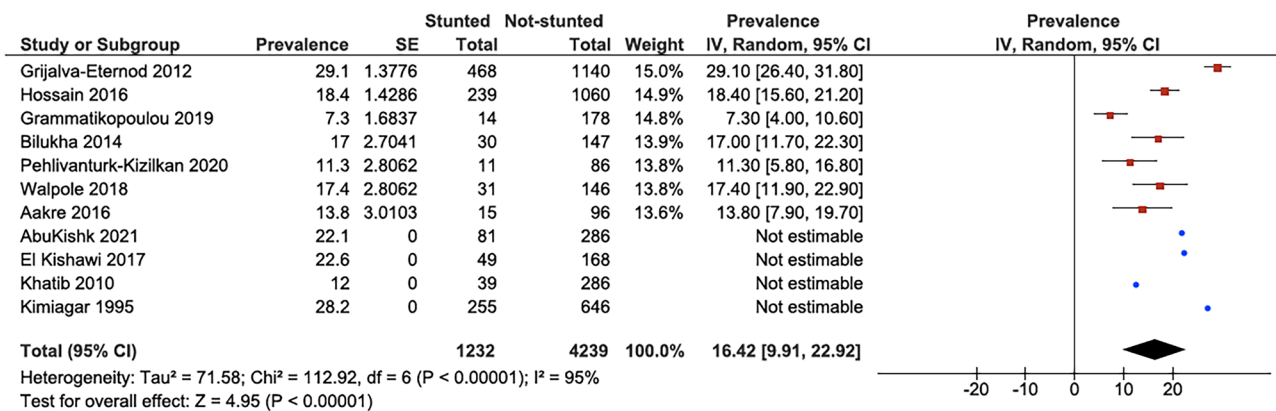 Stunted Not-stunted Prevalence Prevalence
Study or Subgroup Prevalence SE Total Total Weight IV, Random, 95% CI IV, Random, 95% CI
Grijalva-Eternod 2012 29.1 1.3776 468 1140 15.0% 29.10 [26.40, 31.80]
Hossain 2016 18.4 1.4286 239 1060 14.9% 18.40 [15.60, 21.20]
Grammatikopoulou 2019 7.3 1.6837 14 178 14.8% 7.30 [4.00, 10.60]
Bilukha 2014 17 2.7041 30 147 13.9% 17.00 [11.70, 22.30]
Pehlivanturk-Kizilkan 2020 11.3 2.8062 11 86 13.8% 11.30 [5.80, 16.80]
Walpole 2018 17.4 2.8062 31 146 13.8% 17.40 [11.90, 22.90]
Aakre 2016 13.8 3.0103 15 96 13.6% 13.80 [7.90, 19.70]
AbuKishk 2021 22.1 0 81 286 Not estimable
El Kishawi 2017 22.6 0 49 168 Not estimable
Khatib 2010 12 0 39 286 Not estimable
Kimiagar 1995 28.2 0 255 646 Not estimable
Total (95% CI) 1232 4239 100.0% 16.42 [9.91, 22.92]
Heterogeneity: Tau² = 71.58; Chi² = 112.92, df = 6 (P < 0.00001); I² = 95%
Test for overall effect: Z = 4.95 (P < 0.00001)
-20 -10 0 10 20